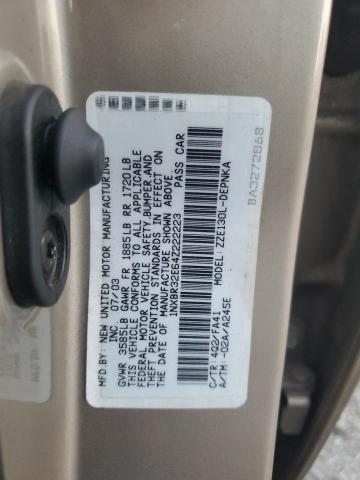 MFD.BY: NEW UNITED MOTOR MANUFACTURING
INC 07/03
GVWR 3585LB GAWR FR 1885LB RR 1720LB
THIS VEHICLE CONFORMS TO ALL APPLICABLE
FEDERAL MOTOR VEHICLE SAFETY,BUMPER,AND
THEFT PREVENTION STANDARDS IN EFFECT ON
THE DATE OF MANUFACTURE SHOWN ABOVE.
1NXBR32E64Z222223 PASS CAR
ZZE130L-DEPNKA
C/TR: 4Q2/FA41
A/TM: -02A/A245E
BA3272868